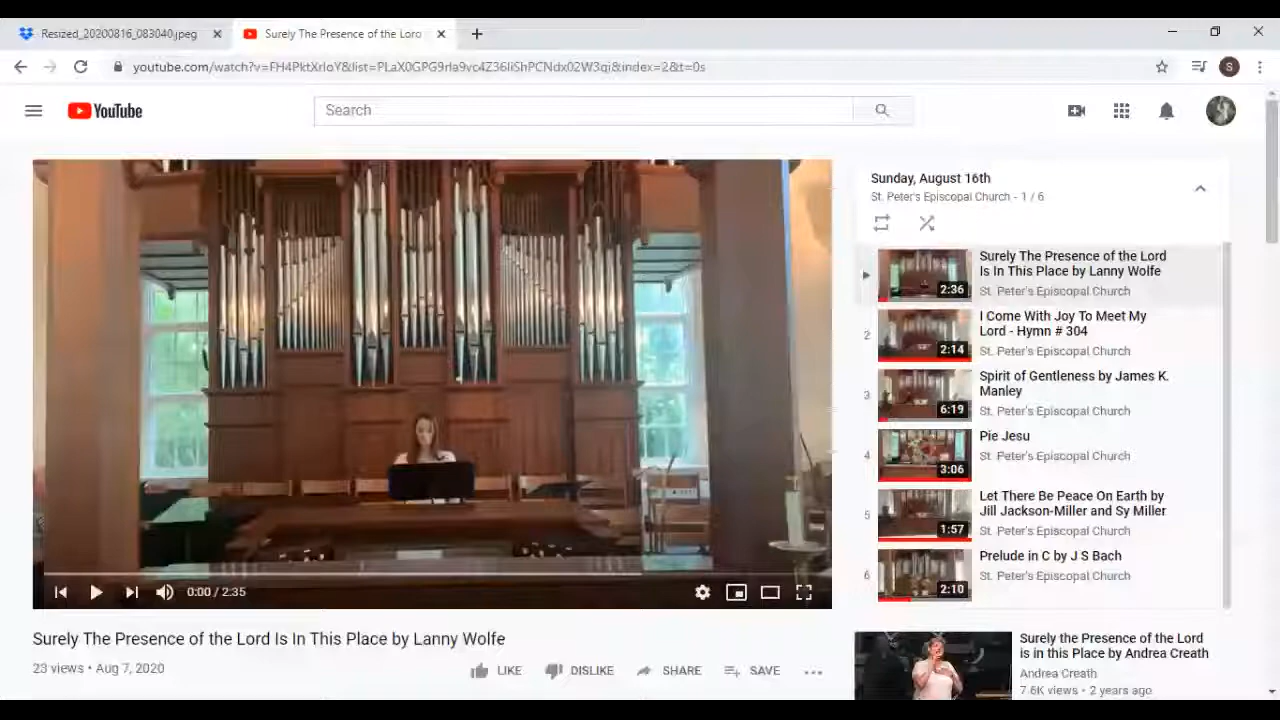 Resized_20200816_083040.jpeg
Surely The Presence of the Lord
youtube.com/watch?v=FH4PktXrIoY&list=PLaX0GPG9rIa9vc4Z36IiShPCNdx02W3qj&index=2&t=0s
S
YouTube
Search
Sunday, August 16th
St. Peter's Episcopal Church - 1 / 6
Surely The Presence of the Lord
Is In This Place by Lanny Wolfe
St. Peter's Episcopal Church
2:36
2
I Come With Joy To Meet My
Lord - Hymn # 304
St. Peter's Episcopal Church
2:14
3
Spirit of Gentleness by James K.
Manley
St. Peter's Episcopal Church
6:19
4
Pie Jesu
St. Peter's Episcopal Church
3:06
5
Let There Be Peace On Earth by
Jill Jackson-Miller and Sy Miller
St. Peter's Episcopal Church
1:57
6
Prelude in C by J S Bach
St. Peter's Episcopal Church
2:10
0:00 / 2:35
Surely The Presence of the Lord Is In This Place by Lanny Wolfe
23 views • Aug 7, 2020
LIKE
DISLIKE
SHARE
SAVE
Surely the Presence of the Lord
is in this Place by Andrea Creath
Andrea Creath
7.6K views • 2 years ago